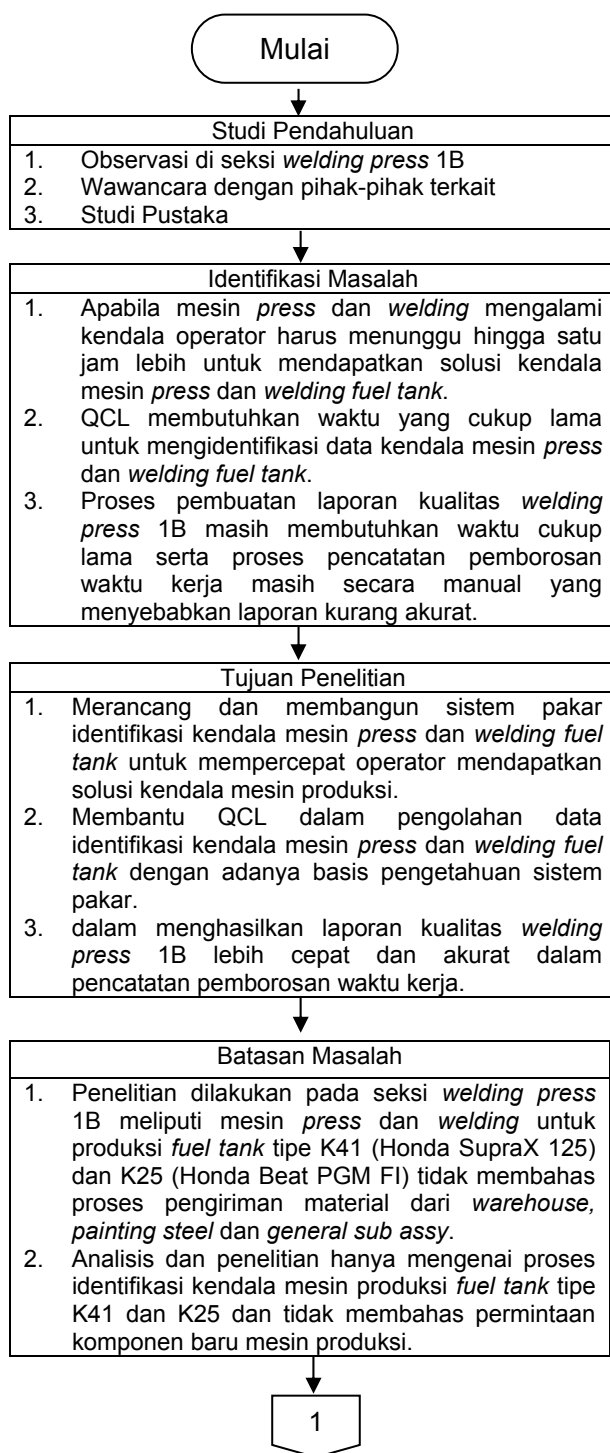 Mulai
Studi Pendahuluan
1. Observasi di seksi welding press 1B
2. Wawancara dengan pihak-pihak terkait
3. Studi Pustaka
Identifikasi Masalah
1. Apabila mesin press dan welding mengalami
kendala operator harus menunggu hingga satu
jam lebih untuk mendapatkan solusi kendala
mesin press dan welding fuel tank.
2. QCL membutuhkan waktu yang cukup lama
untuk mengidentifikasi data kendala mesin press
dan welding fuel tank.
3. Proses pembuatan laporan kualitas welding
press 1B masih membutuhkan waktu cukup
lama serta proses pencatatan pemborosan
waktu kerja masih secara manual yang
menyebabkan laporan kurang akurat.
Tujuan Penelitian
1. Merancang dan membangun sistem pakar
identifikasi kendala mesin press dan welding fuel
tank untuk mempercepat operator mendapatkan
solusi kendala mesin produksi.
2. Membantu QCL dalam pengolahan data
identifikasi kendala mesin press dan welding fuel
tank dengan adanya basis pengetahuan sistem
pakar.
3. dalam menghasilkan laporan kualitas welding
press 1B lebih cepat dan akurat dalam
pencatatan pemborosan waktu kerja.
Batasan Masalah
1. Penelitian dilakukan pada seksi welding press
1B meliputi mesin press dan welding untuk
produksi fuel tank tipe K41 (Honda SupraX 125)
dan K25 (Honda Beat PGM FI) tidak membahas
proses pengiriman material dari warehouse,
painting steel dan general sub assy.
2. Analisis dan penelitian hanya mengenai proses
identifikasi kendala mesin produksi fuel tank tipe
K41 dan K25 dan tidak membahas permintaan
komponen baru mesin produksi.
1